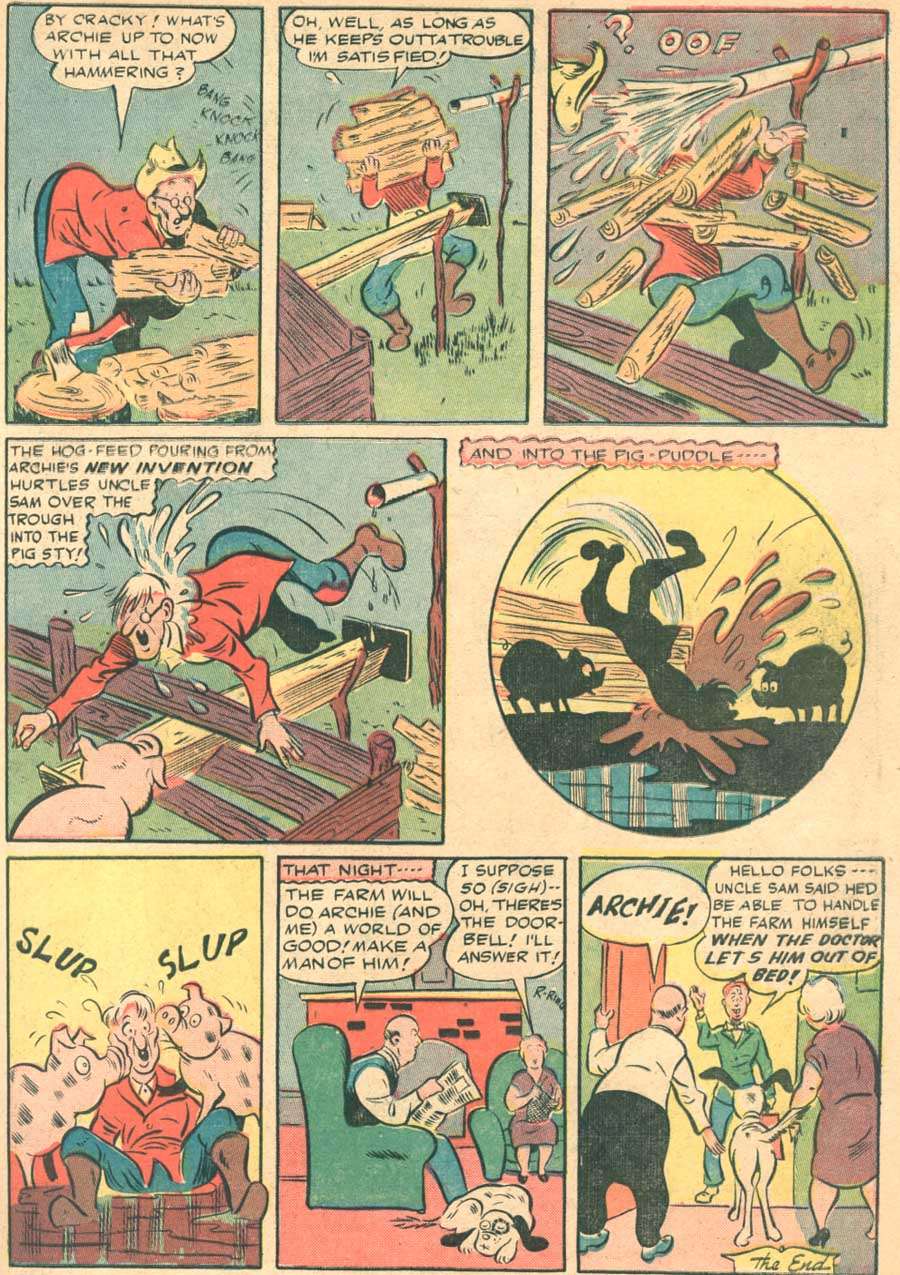 BY CRACKY! WHAT'S
ARCHIE UP TO NOW
WITH ALL THAT
HAMMERING?
BANG
KNOCK
KNOCK
BANG
OH, WELL, AS LONG AS
HE KEEPS OUTTA TROUBLE
I'M SATISFIED!
?. OOF
THE HOG-FEED POURING FROM
ARCHIE'S NEW INVENTION
HURTLES UNCLE
SAM OVER THE
TROUGH
INTO THE
PIG STY!
AND INTO THE PIG-PUDDLE----
SLUP
SLUP
THAT NIGHT----
THE FARM WILL
DO ARCHIE (AND
ME) A WORLD OF
GOOD! MAKE A
MAN OF HIM!
I SUPPOSE
SO (SIGH)--
OH, THERE'S
THE DOOR-
BELL! I'LL
ANSWER IT!
ARCHIE!
HELLO FOLKS ----
UNCLE SAM SAID HE'D
BE ABLE TO HANDLE
THE FARM HIMSELF
WHEN THE DOCTOR
LETS HIM OUT OF
BED!
The End